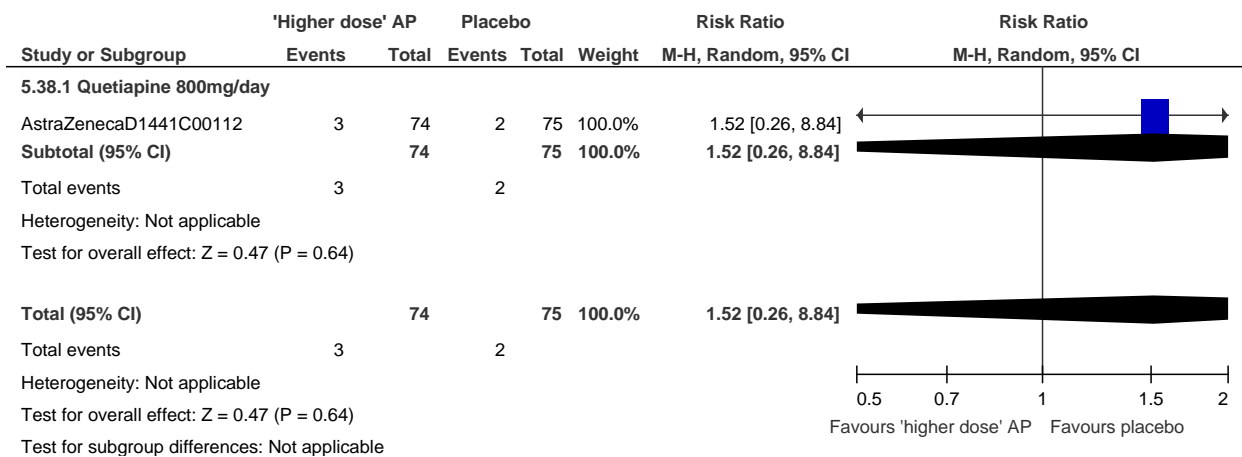 'Higher dose' AP Placebo Risk Ratio Risk Ratio
Study or Subgroup Events Total Events Total Weight M-H, Random, 95% CI M-H, Random, 95% CI
5.38.1 Quetiapine 800mg/day
AstraZenecaD1441C00112 3 74 2 75 100.0% 1.52 [0.26, 8.84]
Subtotal (95% CI) 74 75 100.0% 1.52 [0.26, 8.84]
Total events 3 2
Heterogeneity: Not applicable
Test for overall effect: Z = 0.47 (P = 0.64)
Total (95% CI) 74 75 100.0% 1.52 [0.26, 8.84]
Total events 3 2
Heterogeneity: Not applicable
Test for overall effect: Z = 0.47 (P = 0.64)
Test for subgroup differences: Not applicable
0.5 0.7 1 1.5 2
Favours 'higher dose' AP Favours placebo